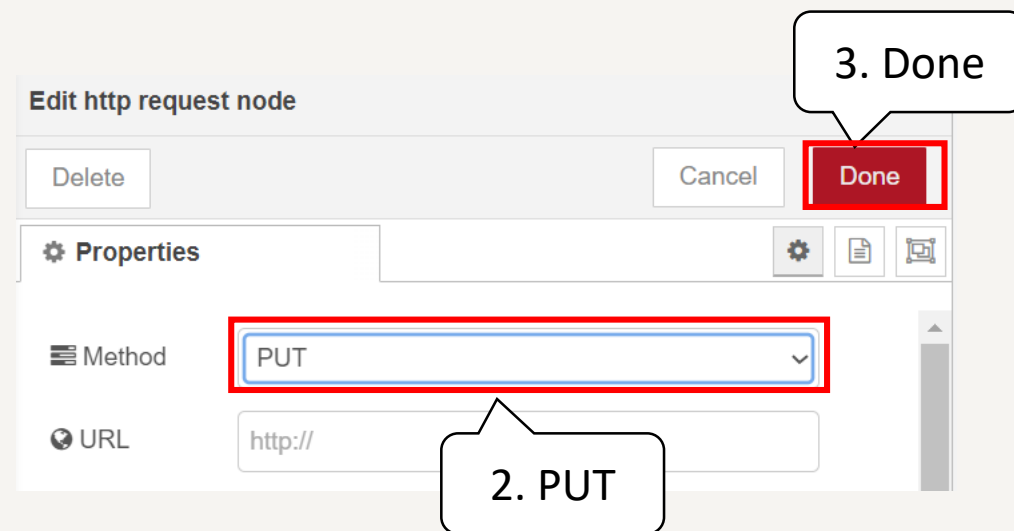 3. Done
Edit http request node
Delete
Cancel
Done
Properties
Method
PUT
URL
http://
2. PUT